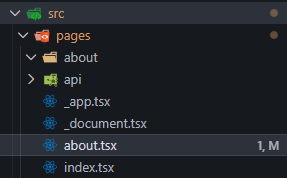 src
pages
about
api
_app.tsx
_document.tsx
about.tsx 1, M
index.tsx